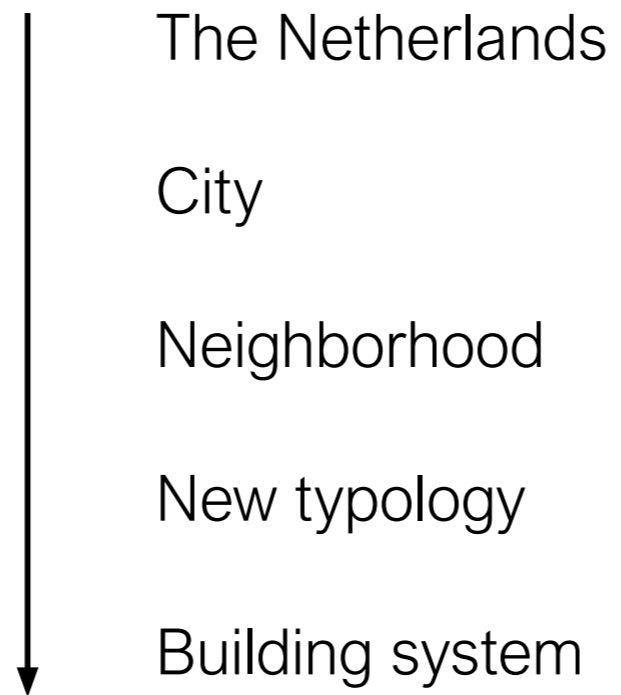 The Netherlands
City
Neighborhood
New typology
Building system